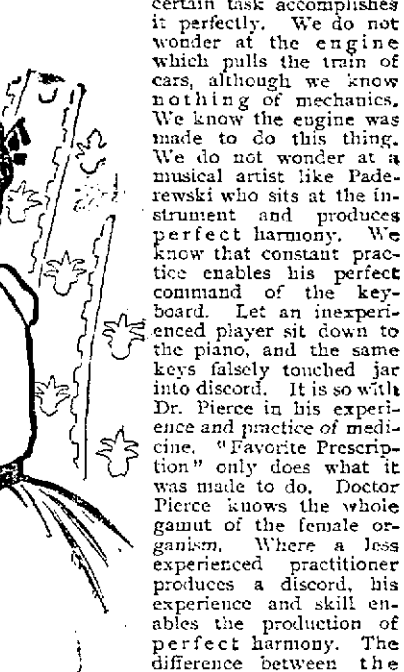 certain task accomplishes
it perfectly. We do not
wonder at the engine
which pulls the train of
cars, although we know
nothing of mechanics.
We know the engine was
made to do this thing.
We do not wonder at a
musical artist like Pade-
rewski who sits at the in-
strument and produces
perfect harmony. We
know that constant prac-
tice enables his perfect
command of the key-
board. Let an inexperi-
enced player sit down to
the piano, and the same
keys falsely touched jar
into discord. It is so with
Dr. Pierce in his experi-
ence and practice of medi-
cine. "Favorite Prescrip-
tion" only does what it
was made to do. Doctor
Pierce knows the whole
gamut of the female or-
ganism. Where a less
experienced practitioner
produces a discord, his
experience and skill en-
ables the production of
perfect harmony. The
difference between the